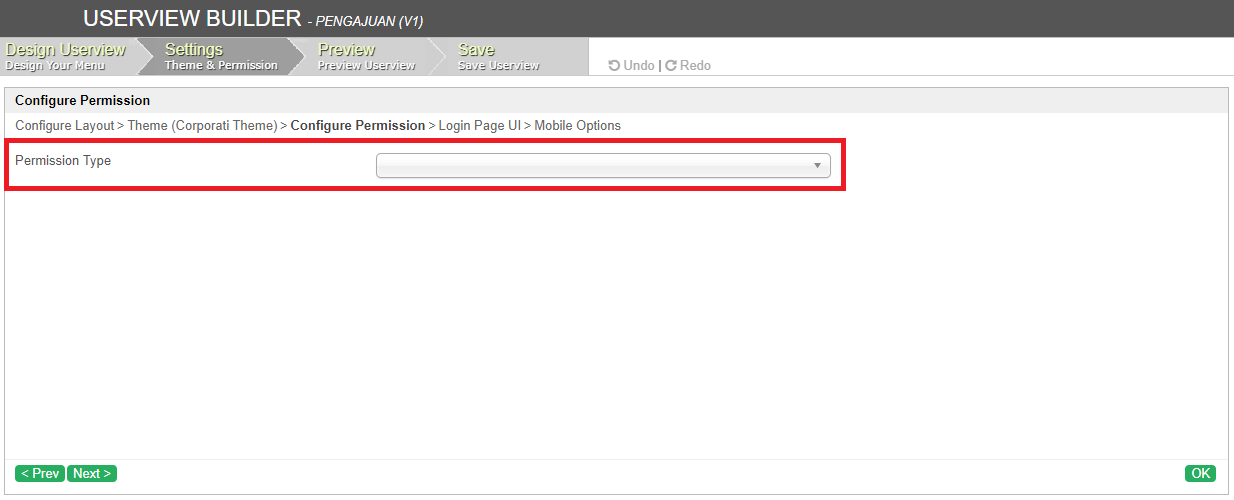 USERVIEW BUILDER - PENGAJUAN (V1)
Design Userview
Design Your Menu
Settings
Theme & Permission
Preview
Preview Userview
Save
Save Userview
Undo | Redo
Configure Permission
Configure Layout > Theme (Corporati Theme) > Configure Permission > Login Page UI > Mobile Options
Permission Type
< Prev Next > OK